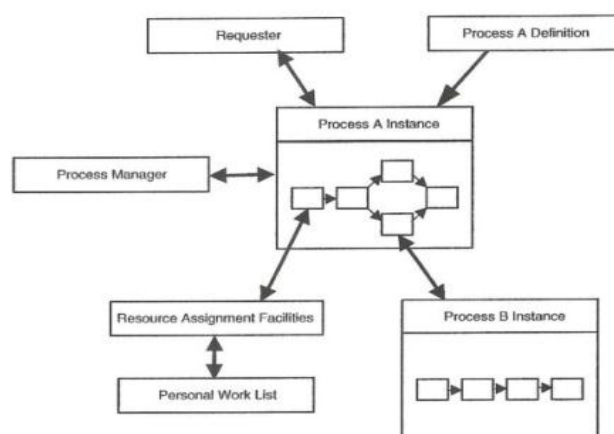 Requester
Process A Definition
Process A Instance
Process Manager
Resource Assignment Facilities
Process B Instance
Personal Work List